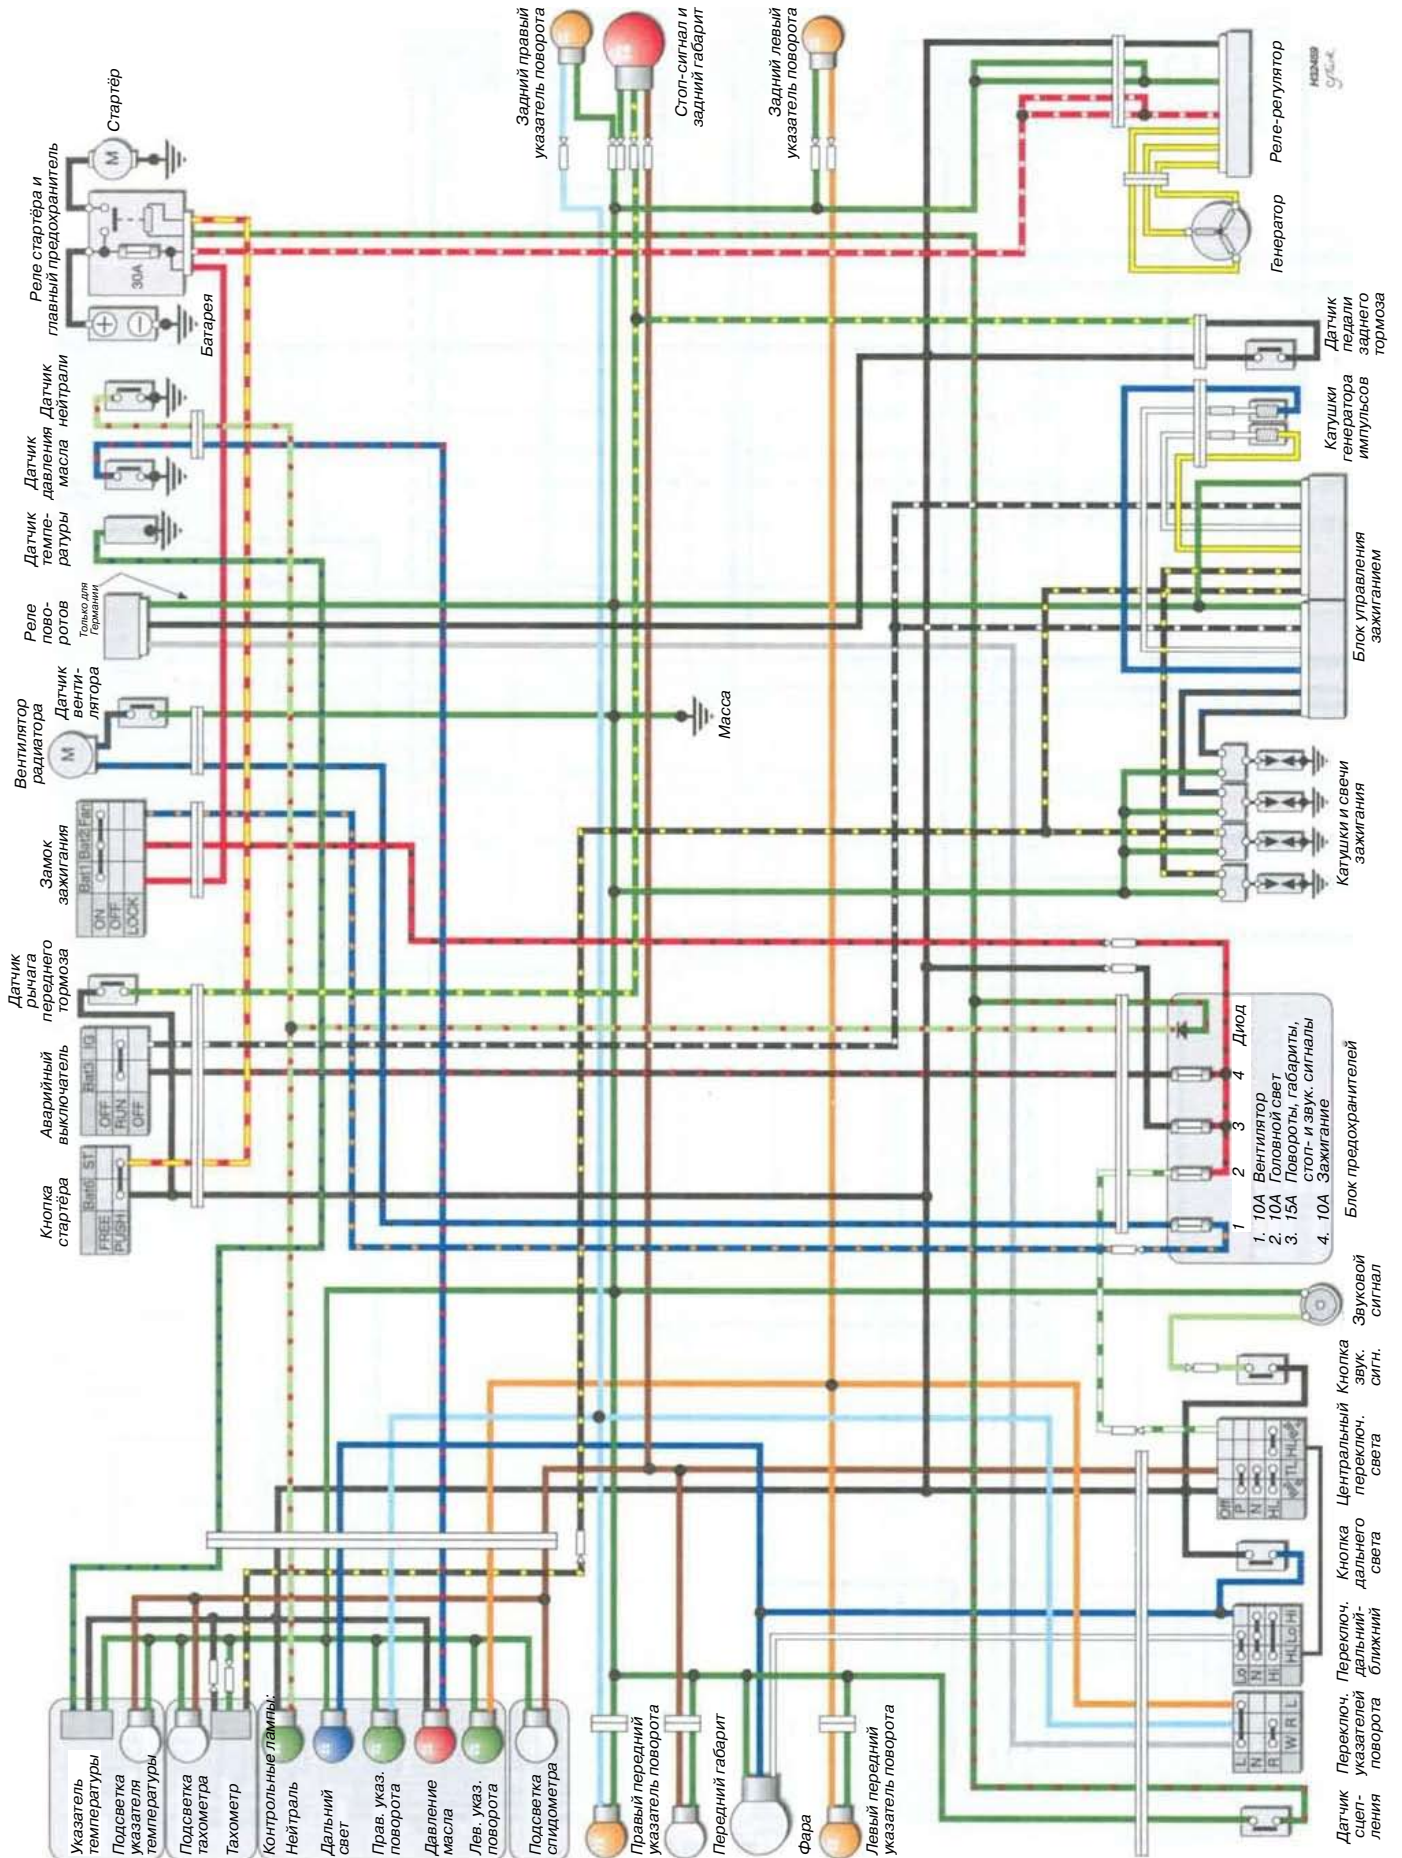 Задний правый
указатель поворота
Стоп-сигнал и
задний габарит
Задний левый
указатель поворота
H32459
Стартёр
M
Реле стартёра и
главный предохранитель
30A
Батарея
Реле-регулятор
Генератор
Датчик
нейтрали
Датчик
давления
масла
Датчик
темпе-
ратуры
Реле
пово-
ротов
Только для
Германии
Датчик
педали
заднего
тормоза
Катушки
генератора
импульсов
Блок управления
зажиганием
Вентилятор
радиатора
M
Датчик
венти-
лятора
Масса
Замок
зажигания
Bat1 Bat2 Fan
ON
OFF
LOCK
Катушки и свечи
зажигания
Датчик
рычага
переднего
тормоза
Аварийный
выключатель
Bat3 IG
OFF
RUN
OFF
Кнопка
стартёра
Bat6 ST
FREE
PUSH
1 2 3 4 Диод
1. 10A Вентилятор
2. 10A Головной свет
3. 15A Повороты, габариты,
стоп- и звук. сигналы
4. 10A Зажигание
Блок предохранителей
Звуковой
сигнал
Кнопка
звук.
сигн.
Центральный
переключ.
света
Off
P
N
HL
TL HL
Кнопка
дальнего
света
Переключ.
дальний-
ближний
Lo
N
Hi
HL Lo Hi
Переключ.
указателей
поворота
L
N
R
W R L
Датчик
сцеп-
ления
Указатель
температуры
Подсветка
указателя
температуры
Подсветка
тахометра
Тахометр
Контрольные лампы:
Нейтраль
Дальний
свет
Прав. указ.
поворота
Давление
масла
Лев. указ.
поворота
Подсветка
спидометра
Правый передний
указатель поворота
Передний габарит
Фара
Левый передний
указатель поворота